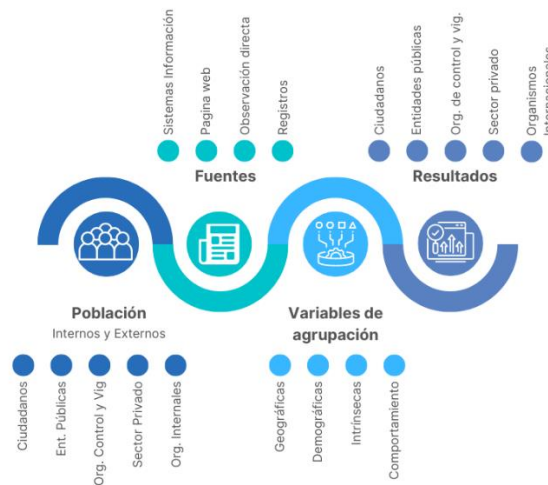 Sistemas Información
Pagina web
Observación directa
Registros
Fuentes
Ciudadanos
Entidades públicas
Org. de control y vig.
Sector privado
Organismos
Internacionales
Resultados
Población
Internos y Externos
Ciudadanos
Ent. Públicas
Org. Control y Vig
Sector Privado
Org. Internales
Variables de
agrupación
Geográficas
Demográficas
Intrínsecas
Comportamiento